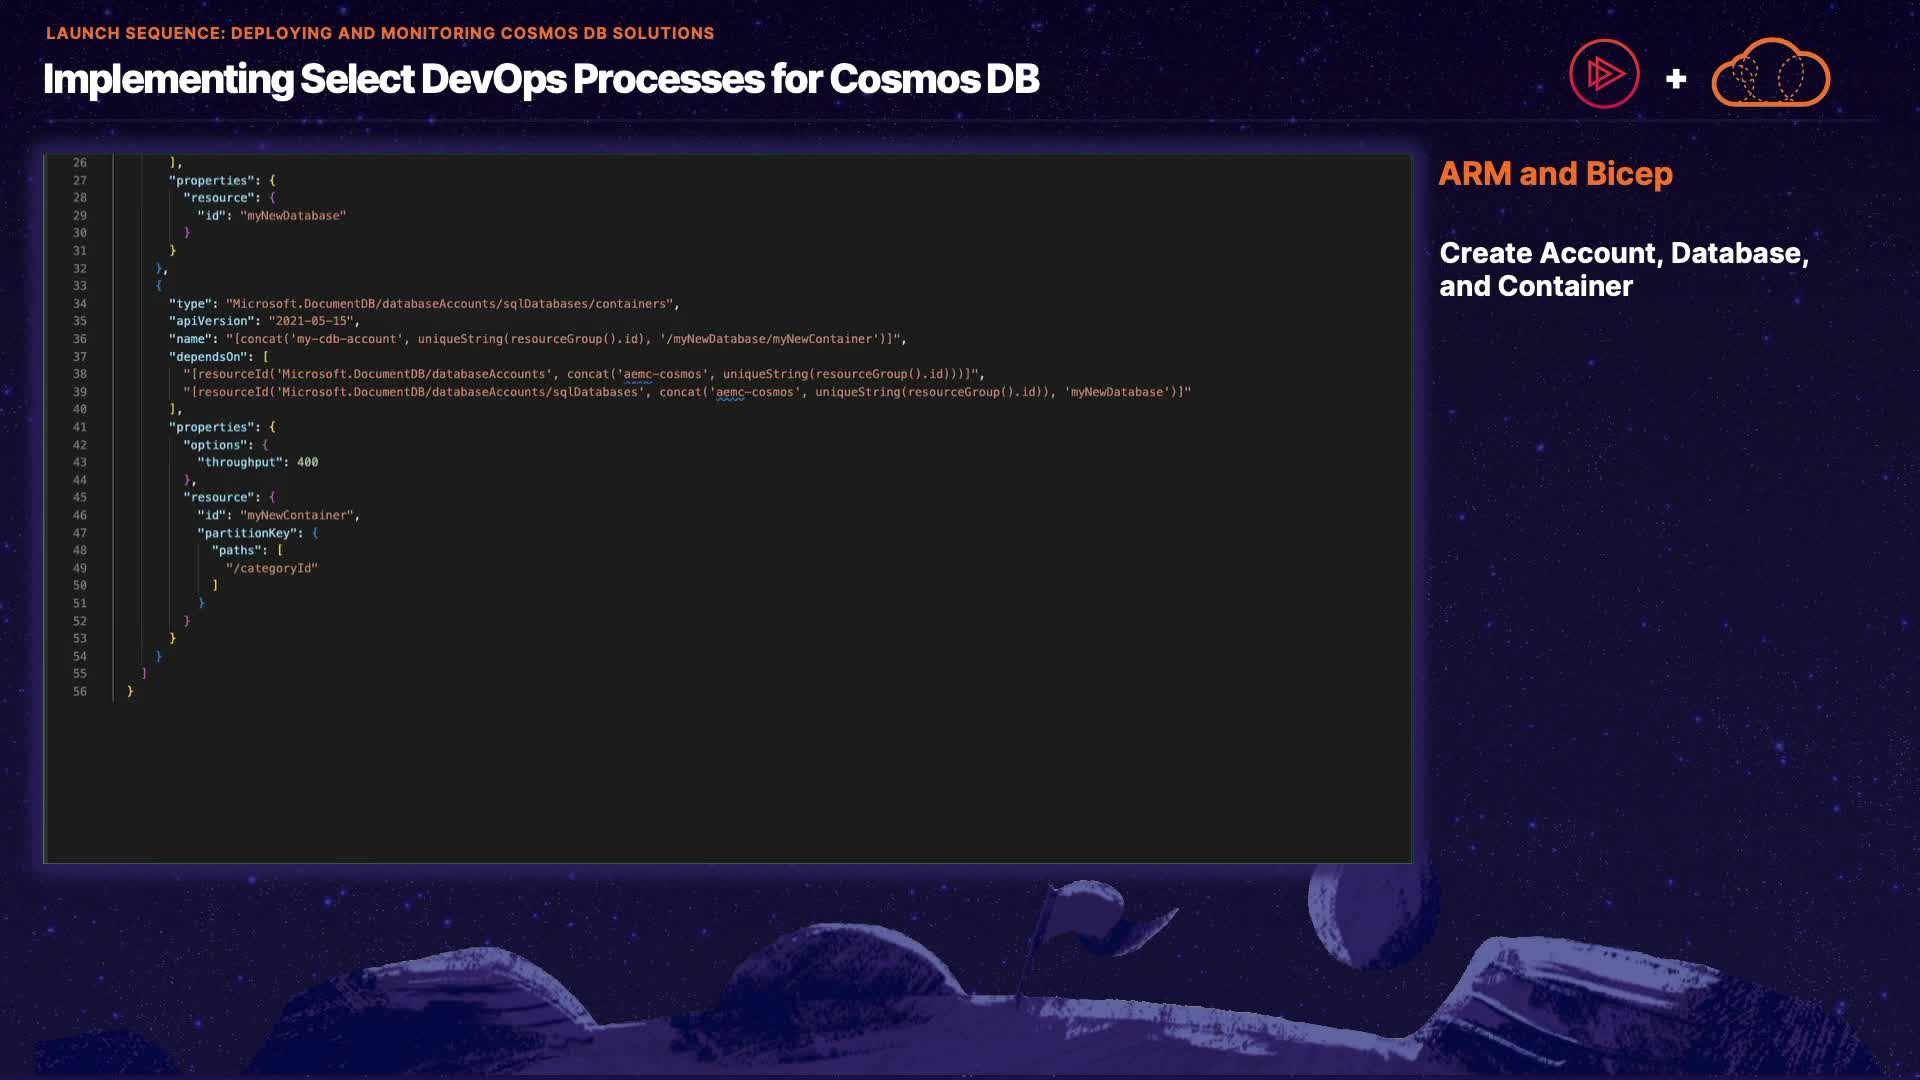 LAUNCH SEQUENCE: DEPLOYING AND MONITORING COSMOS DB SOLUTIONS
Implementing Select DevOps Processes for Cosmos DB
+
26 ],
27 "properties": {
28 "resource": {
29 "id": "myNewDatabase"
30 }
31 }
32 },
33 {
34 "type": "Microsoft.DocumentDB/databaseAccounts/sqlDatabases/containers",
35 "apiVersion": "2021-05-15",
36 "name": "[concat('my-cdb-account', uniqueString(resourceGroup().id), '/myNewDatabase/myNewContainer')]",
37 "dependsOn": [
38 "[resourceId('Microsoft.DocumentDB/databaseAccounts', concat('aemc-cosmos', uniqueString(resourceGroup().id)))]",
39 "[resourceId('Microsoft.DocumentDB/databaseAccounts/sqlDatabases', concat('aemc-cosmos', uniqueString(resourceGroup().id)), 'myNewDatabase')]"
40 ],
41 "properties": {
42 "options": {
43 "throughput": 400
44 },
45 "resource": {
46 "id": "myNewContainer",
47 "partitionKey": {
48 "paths": [
49 "/categoryId"
50 ]
51 }
52 }
53 }
54 }
55 ]
56 }
ARM and Bicep
Create Account, Database,
and Container